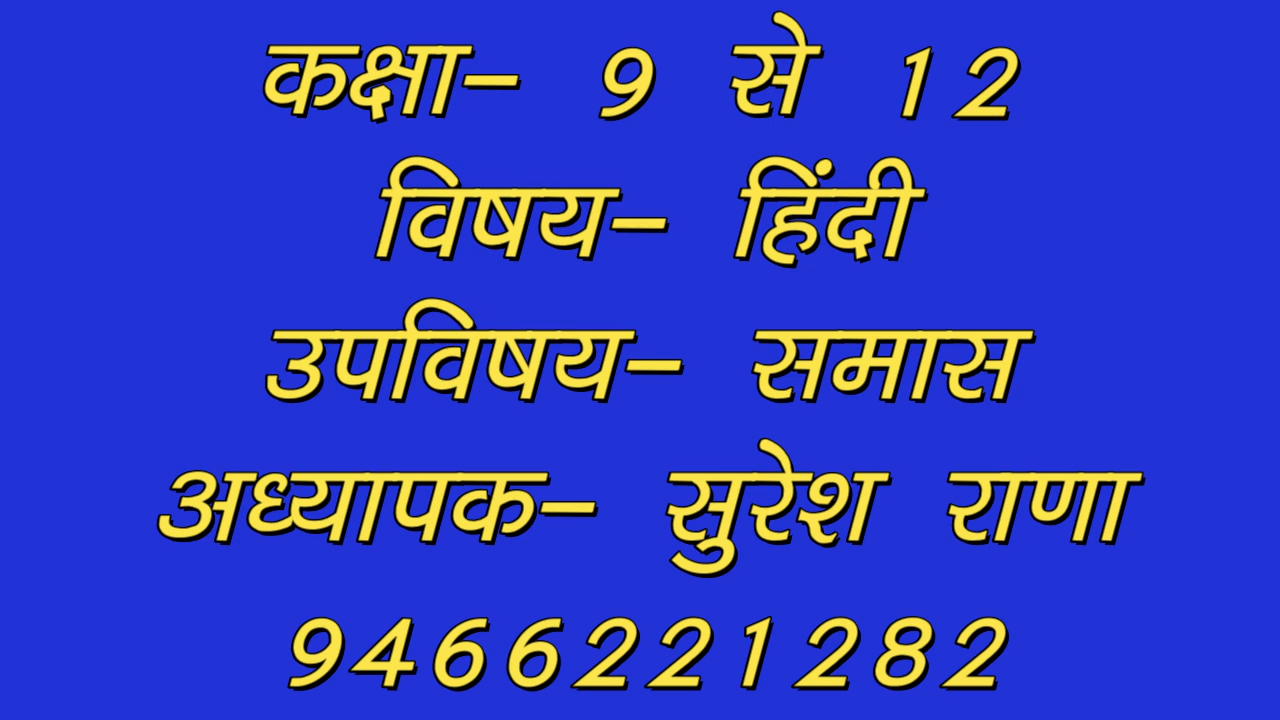 कक्षा- 9 से 12
विषय- हिंदी
उपविषय- समास
अध्यापक- सुरेश राणा
9466221282